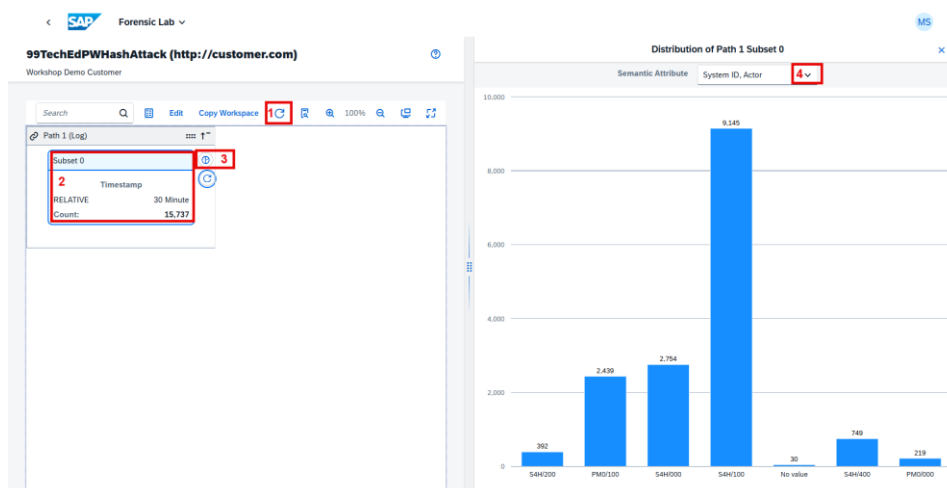 SAP
Forensic Lab
MS
99TechEdPWHashAttack (http://customer.com)
Workshop Demo Customer
Search
Edit
Copy Workspace
1
100%
Path 1 (Log)
Subset 0
3
2
Timestamp
RELATIVE 30 Minute
Count: 15,737
Distribution of Path 1 Subset 0
Semantic Attribute
System ID, Actor
4
10,000
8,000
6,000
4,000
2,000
0
392
2,439
2,754
9,145
30
749
219
S4H/200
PM0/100
S4H/000
S4H/100
No value
S4H/400
PM0/000